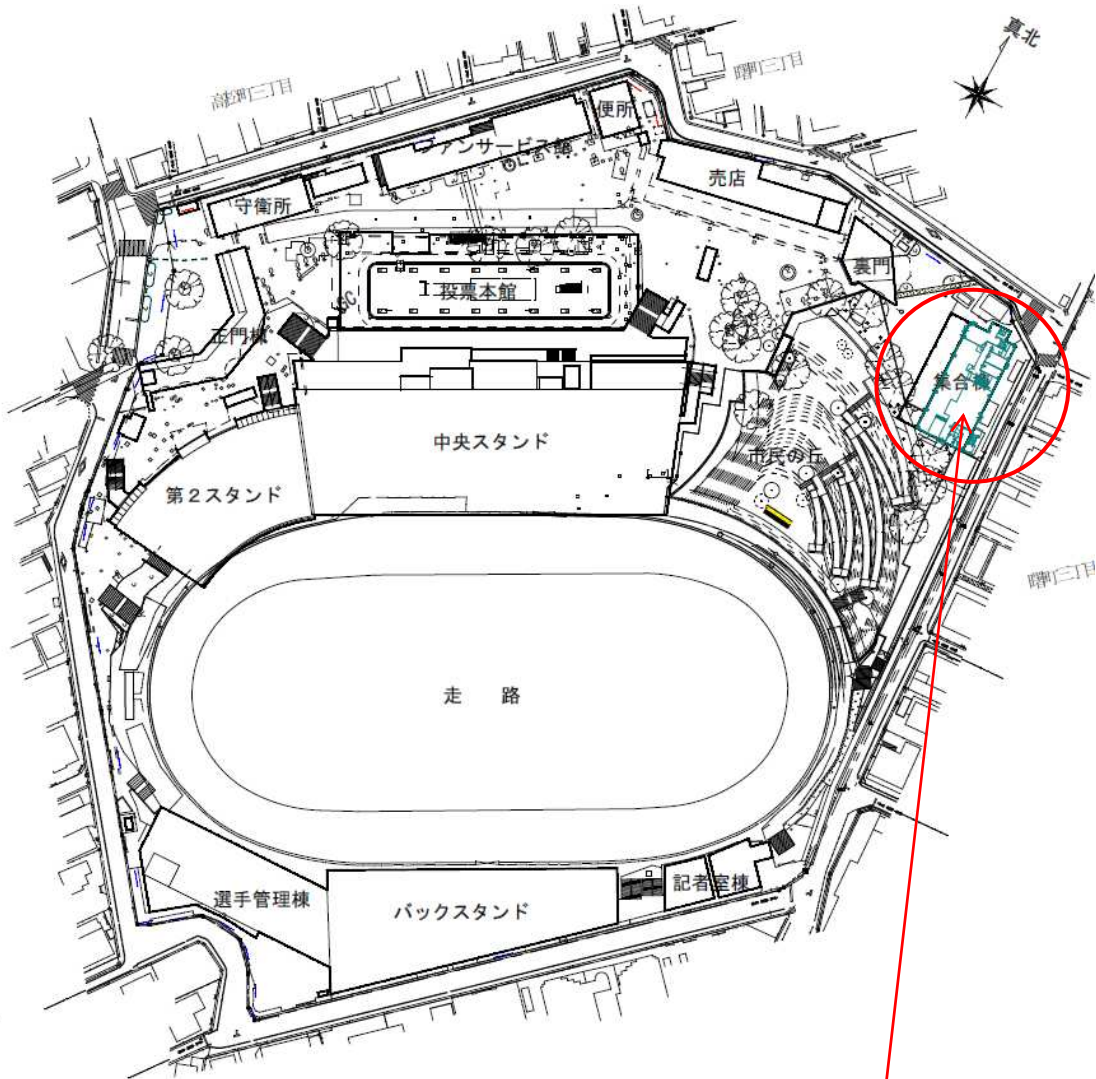 真北
高松町三丁目
曙町三丁目
便所
ファンサービス館
売店
守衛所
裏門
投票本館
正門棟
集合棟
中央スタンド
市民の丘
第２スタンド
曙町三丁目
走 路
選手管理棟
バックスタンド
記者室棟